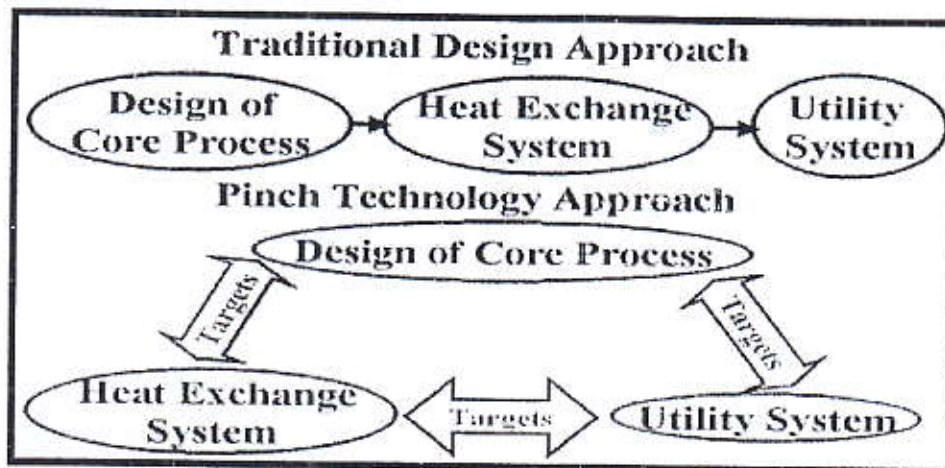 Traditional Design Approach
Design of
Core Process
Heat Exchange
System
Utility
System
Pinch Technology Approach
Design of Core Process
Targets
Targets
Heat Exchange
System
Targets
Utility System